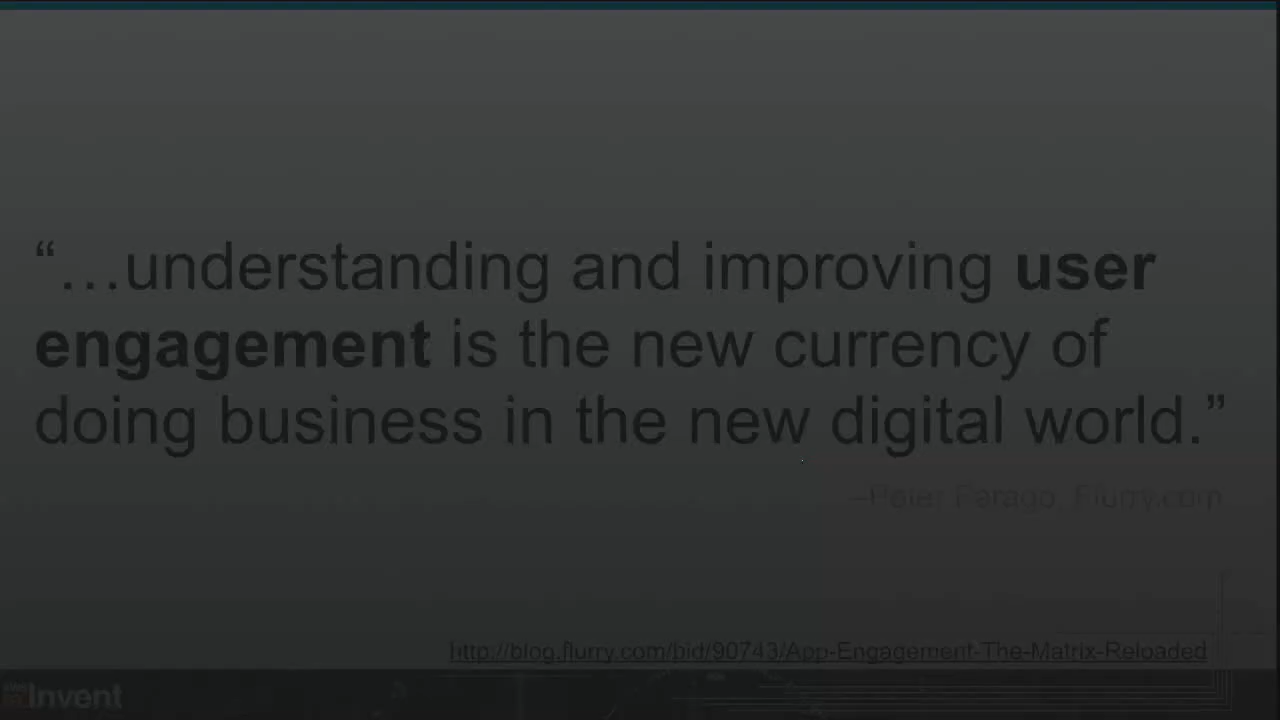 “…understanding and improving user
engagement is the new currency of
doing business in the new digital world.”
–Peter Farago, Flurry.com
http://blog.flurry.com/bid/90743/App-Engagement-The-Matrix-Reloaded
Invent